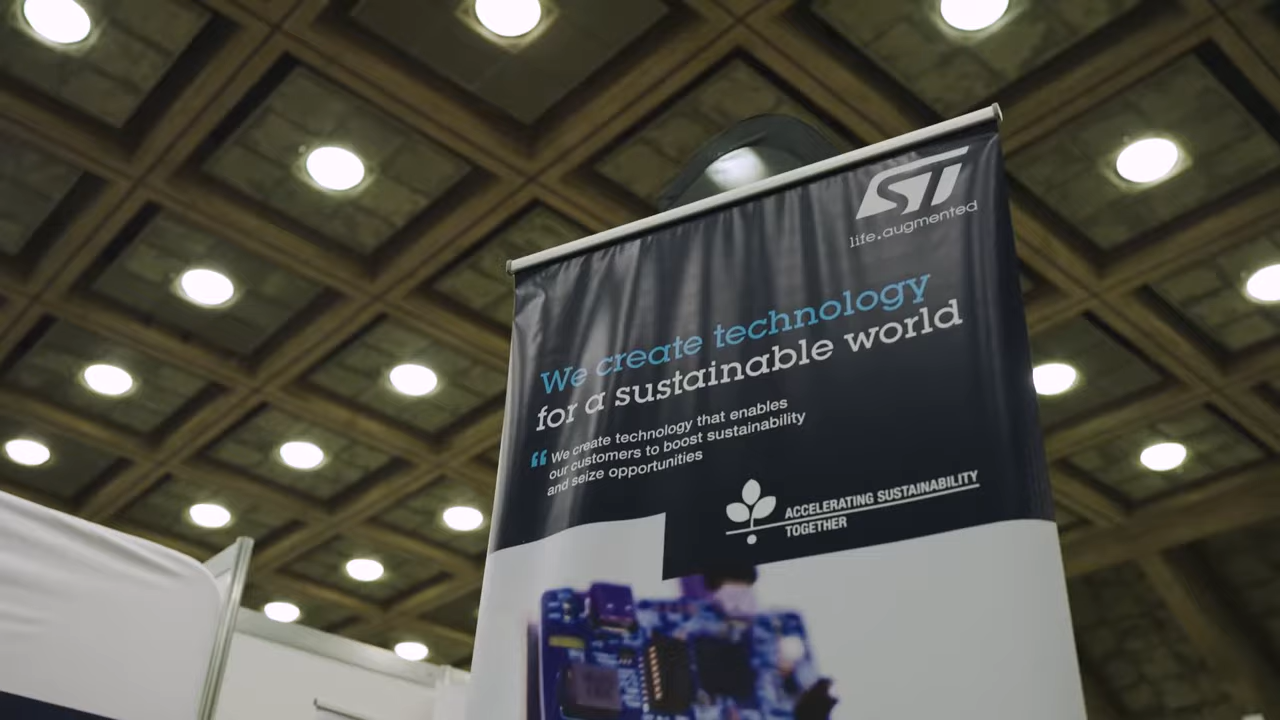 ST
life.augmented
We create technology
for a sustainable world
“ We create technology that enables
our customers to boost sustainability
and seize opportunities
ACCELERATING SUSTAINABILITY
TOGETHER